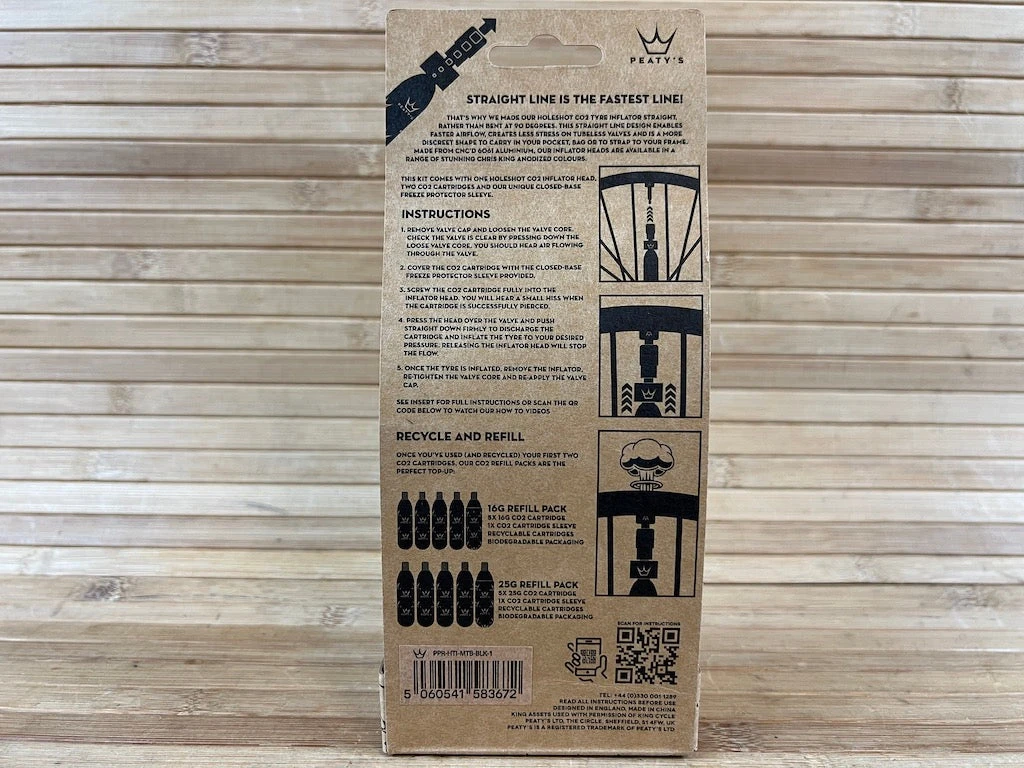 PEATY'S
STRAIGHT LINE IS THE FASTEST LINE!
THAT'S WHY WE MADE OUR HOLESHOT CO2 TYRE INFLATOR STRAIGHT,
RATHER THAN BENT AT 90 DEGREES. THIS STRAIGHT LINE DESIGN ENABLES
FASTER AIRFLOW, CREATES LESS STRESS ON TUBELESS VALVES AND IS A MORE
DISCREET SHAPE TO CARRY IN YOUR POCKET, BAG OR TO STRAP TO YOUR FRAME.
MADE FROM CNC'D 6061 ALUMINIUM, OUR INFLATOR HEADS ARE AVAILABLE IN A
RANGE OF STUNNING CHRIS KING ANODIZED COLOURS.
THIS KIT COMES WITH ONE HOLESHOT CO2 INFLATOR HEAD,
TWO CO2 CARTRIDGES AND OUR UNIQUE CLOSED-BASE
FREEZE PROTECTOR SLEEVE.
INSTRUCTIONS
1. REMOVE VALVE CAP AND LOOSEN THE VALVE CORE.
CHECK THE VALVE IS CLEAR BY PRESSING DOWN THE
LOOSE VALVE CORE. YOU SHOULD HEAR AIR FLOWING
THROUGH THE VALVE.
2. COVER THE CO2 CARTRIDGE WITH THE CLOSED-BASE
FREEZE PROTECTOR SLEEVE PROVIDED.
3. SCREW THE CO2 CARTRIDGE FULLY INTO THE
INFLATOR HEAD. YOU WILL HEAR A SMALL HISS WHEN
THE CARTRIDGE IS SUCCESSFULLY PIERCED.
4. PRESS THE HEAD OVER THE VALVE AND PUSH
STRAIGHT DOWN FIRMLY TO DISCHARGE THE
CARTRIDGE AND INFLATE THE TYRE TO YOUR DESIRED
PRESSURE. RELEASING THE INFLATOR HEAD WILL STOP
THE FLOW.
5. ONCE THE TYRE IS INFLATED, REMOVE THE INFLATOR,
RE-TIGHTEN THE VALVE CORE AND RE-APPLY THE VALVE
CAP.
SEE INSERT FOR FULL INSTRUCTIONS OR SCAN THE QR
CODE BELOW TO WATCH OUR HOW TO VIDEOS
RECYCLE AND REFILL
ONCE YOU'VE USED (AND RECYCLED) YOUR FIRST TWO
CO2 CARTRIDGES, OUR CO2 REFILL PACKS ARE THE
PERFECT TOP-UP:
16G REFILL PACK
5X 16G CO2 CARTRIDGE
1X CO2 CARTRIDGE SLEEVE
RECYCLABLE CARTRIDGES
BIODEGRADABLE PACKAGING
25G REFILL PACK
5X 25G CO2 CARTRIDGE
1X CO2 CARTRIDGE SLEEVE
RECYCLABLE CARTRIDGES
BIODEGRADABLE PACKAGING
SCAN FOR INSTRUCTIONS
PPR-HTI-MTB-BLK-1
5 060541 583672
TEL: +44 (0)330 001 1289
READ ALL INSTRUCTIONS BEFORE USE
DESIGNED IN ENGLAND, MADE IN CHINA
KING ASSETS USED WITH PERMISSION OF KING CYCLE
PEATY'S LTD, THE CIRCLE, SHEFFIELD, S1 4FW, UK
PEATY'S IS A REGISTERED TRADEMARK OF PEATY'S LTD